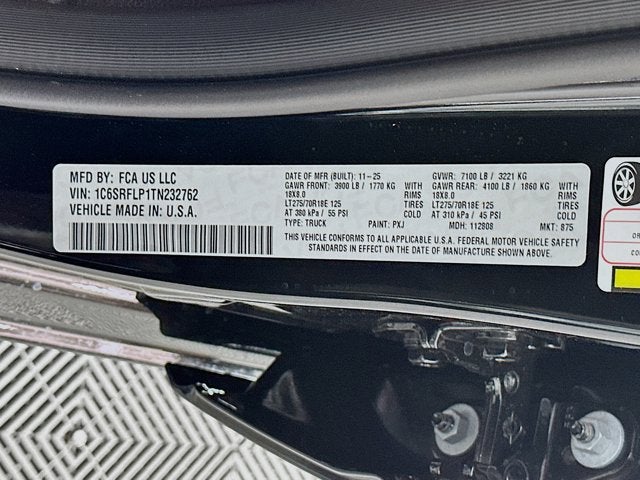 MFD BY: FCA US LLC
VIN: 1C6SRFLP1TN232762
VEHICLE MADE IN U.S.A.
DATE OF MFR (BUILT): 11-25 GVWR: 7100 LB / 3221 KG
GAWR FRONT: 3900 LB / 1770 KG WITH GAWR REAR: 4100 LB / 1860 KG WITH
18X8.0 RIMS 18X8.0 RIMS
LT275/70R18E 125 TIRES LT275/70R18E 125 TIRES
AT 380 kPa / 55 PSI COLD AT 310 kPa / 45 PSI COLD
TYPE: TRUCK PAINT: PXJ MDH: 112808 MKT: 875
THIS VEHICLE CONFORMS TO ALL APPLICABLE U.S.A. FEDERAL MOTOR VEHICLE SAFETY
STANDARDS IN EFFECT ON THE DATE OF MANUFACTURE SHOWN ABOVE.